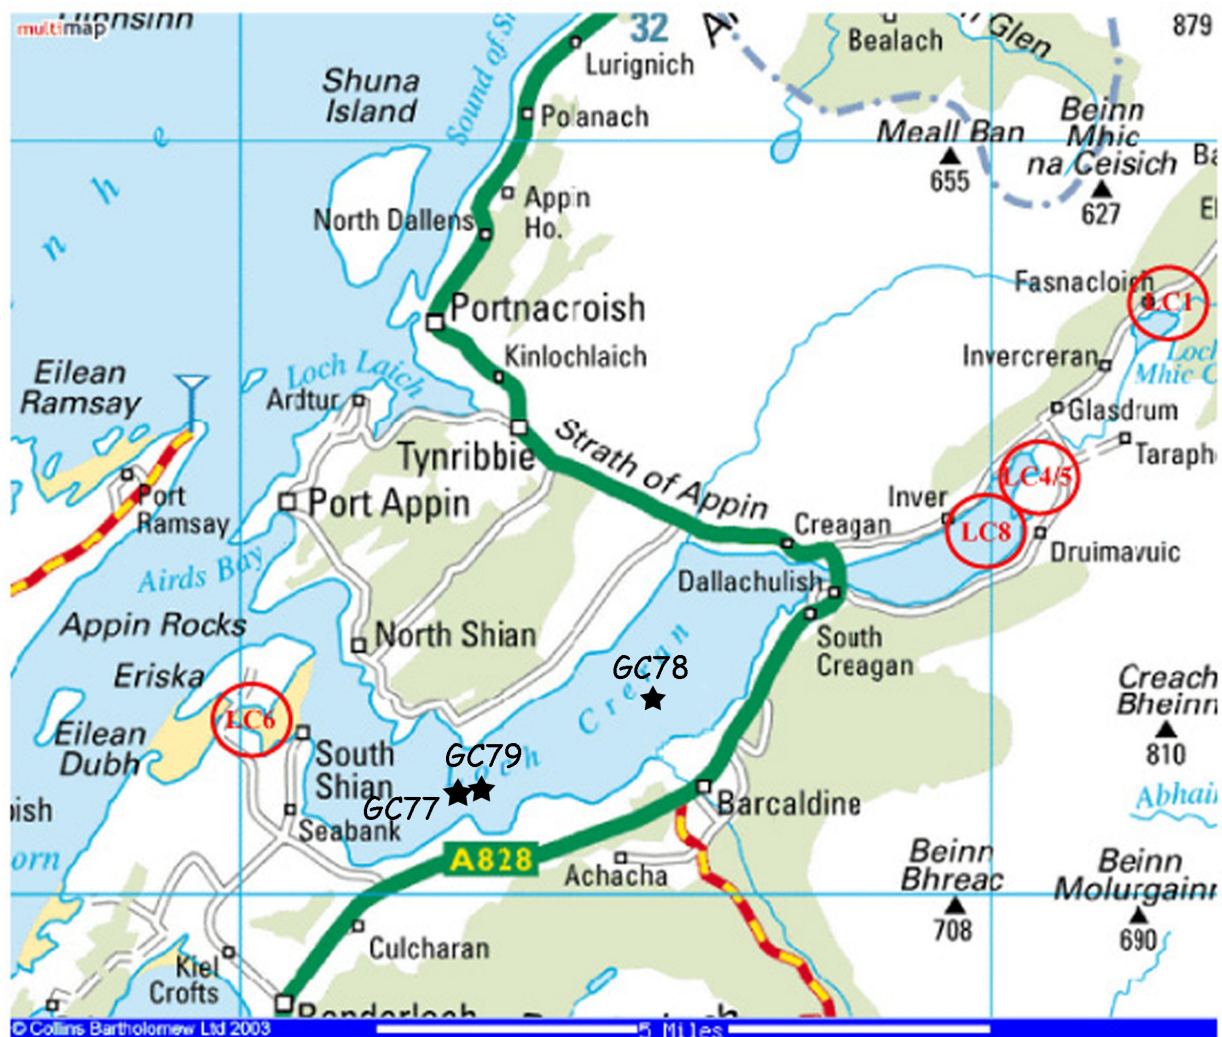 multimap
32
879
Glen
Bealach
Lurignich
Sound of
Shuna
Island
Polanach
Beinn
Mhic
na Ceisich
Meall Ban
655
627
e
h
n
Appin
Ho.
North Dallens
Fasnacloich
LC1
Portnacroish
Invercreran
Loch
Mhic
Kinlochlaich
Eilean
Ramsay
Loch Laich
Ardtur
Glasdrum
Tynribbie
Strath of Appin
LC4/5
Port
Ramsay
Port Appin
Inver
Creagan
LC8
Druimavuic
Airds Bay
Dallachulish
Appin Rocks
North Shian
South
Creagan
Eriska
GC78
Creach
Bheinn
810
LC6
Eilean
Dubh
South
Shian
GC79
Loch Creran
GC77
Barcaldine
Seabank
A828
Achacha
Beinn
Bhreac
708
Beinn
Molurgainn
690
Culcharan
Kiel
Crofts
© Collins Bartholomew Ltd 2003
5 Miles